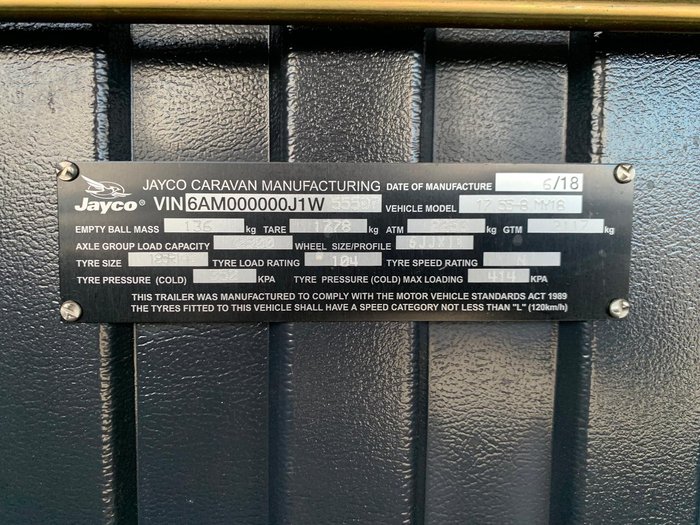 Jayco® JAYCO CARAVAN MANUFACTURING DATE OF MANUFACTURE 6/18
VIN 6AM000000J1W VEHICLE MODEL
EMPTY BALL MASS 136 kg TARE 1778 kg ATM kg GTM kg
AXLE GROUP LOAD CAPACITY WHEEL SIZE/PROFILE
TYRE SIZE TYRE LOAD RATING 104 TYRE SPEED RATING
TYRE PRESSURE (COLD) KPA TYRE PRESSURE (COLD) MAX LOADING 414 KPA
THIS TRAILER WAS MANUFACTURED TO COMPLY WITH THE MOTOR VEHICLE STANDARDS ACT 1989
THE TYRES FITTED TO THIS VEHICLE SHALL HAVE A SPEED CATEGORY NOT LESS THAN "L" (120km/h)